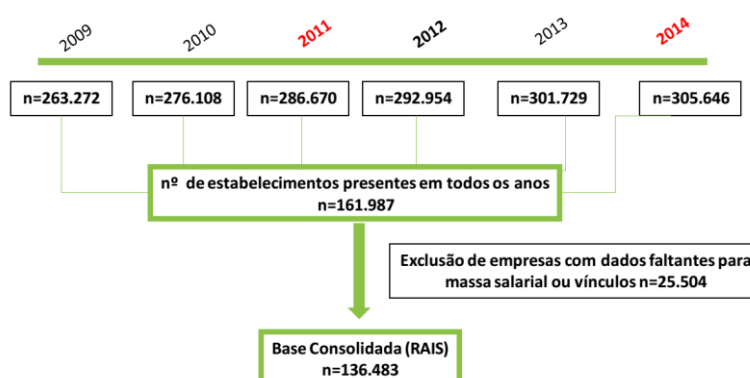 2009
2010
2011
2012
2013
2014
n=263.272
n=276.108
n=286.670
n=292.954
n=301.729
n=305.646
nº de estabelecimentos presentes em todos os anos
n=161.987
Exclusão de empresas com dados faltantes para
massa salarial ou vínculos n=25.504
Base Consolidada (RAIS)
n=136.483